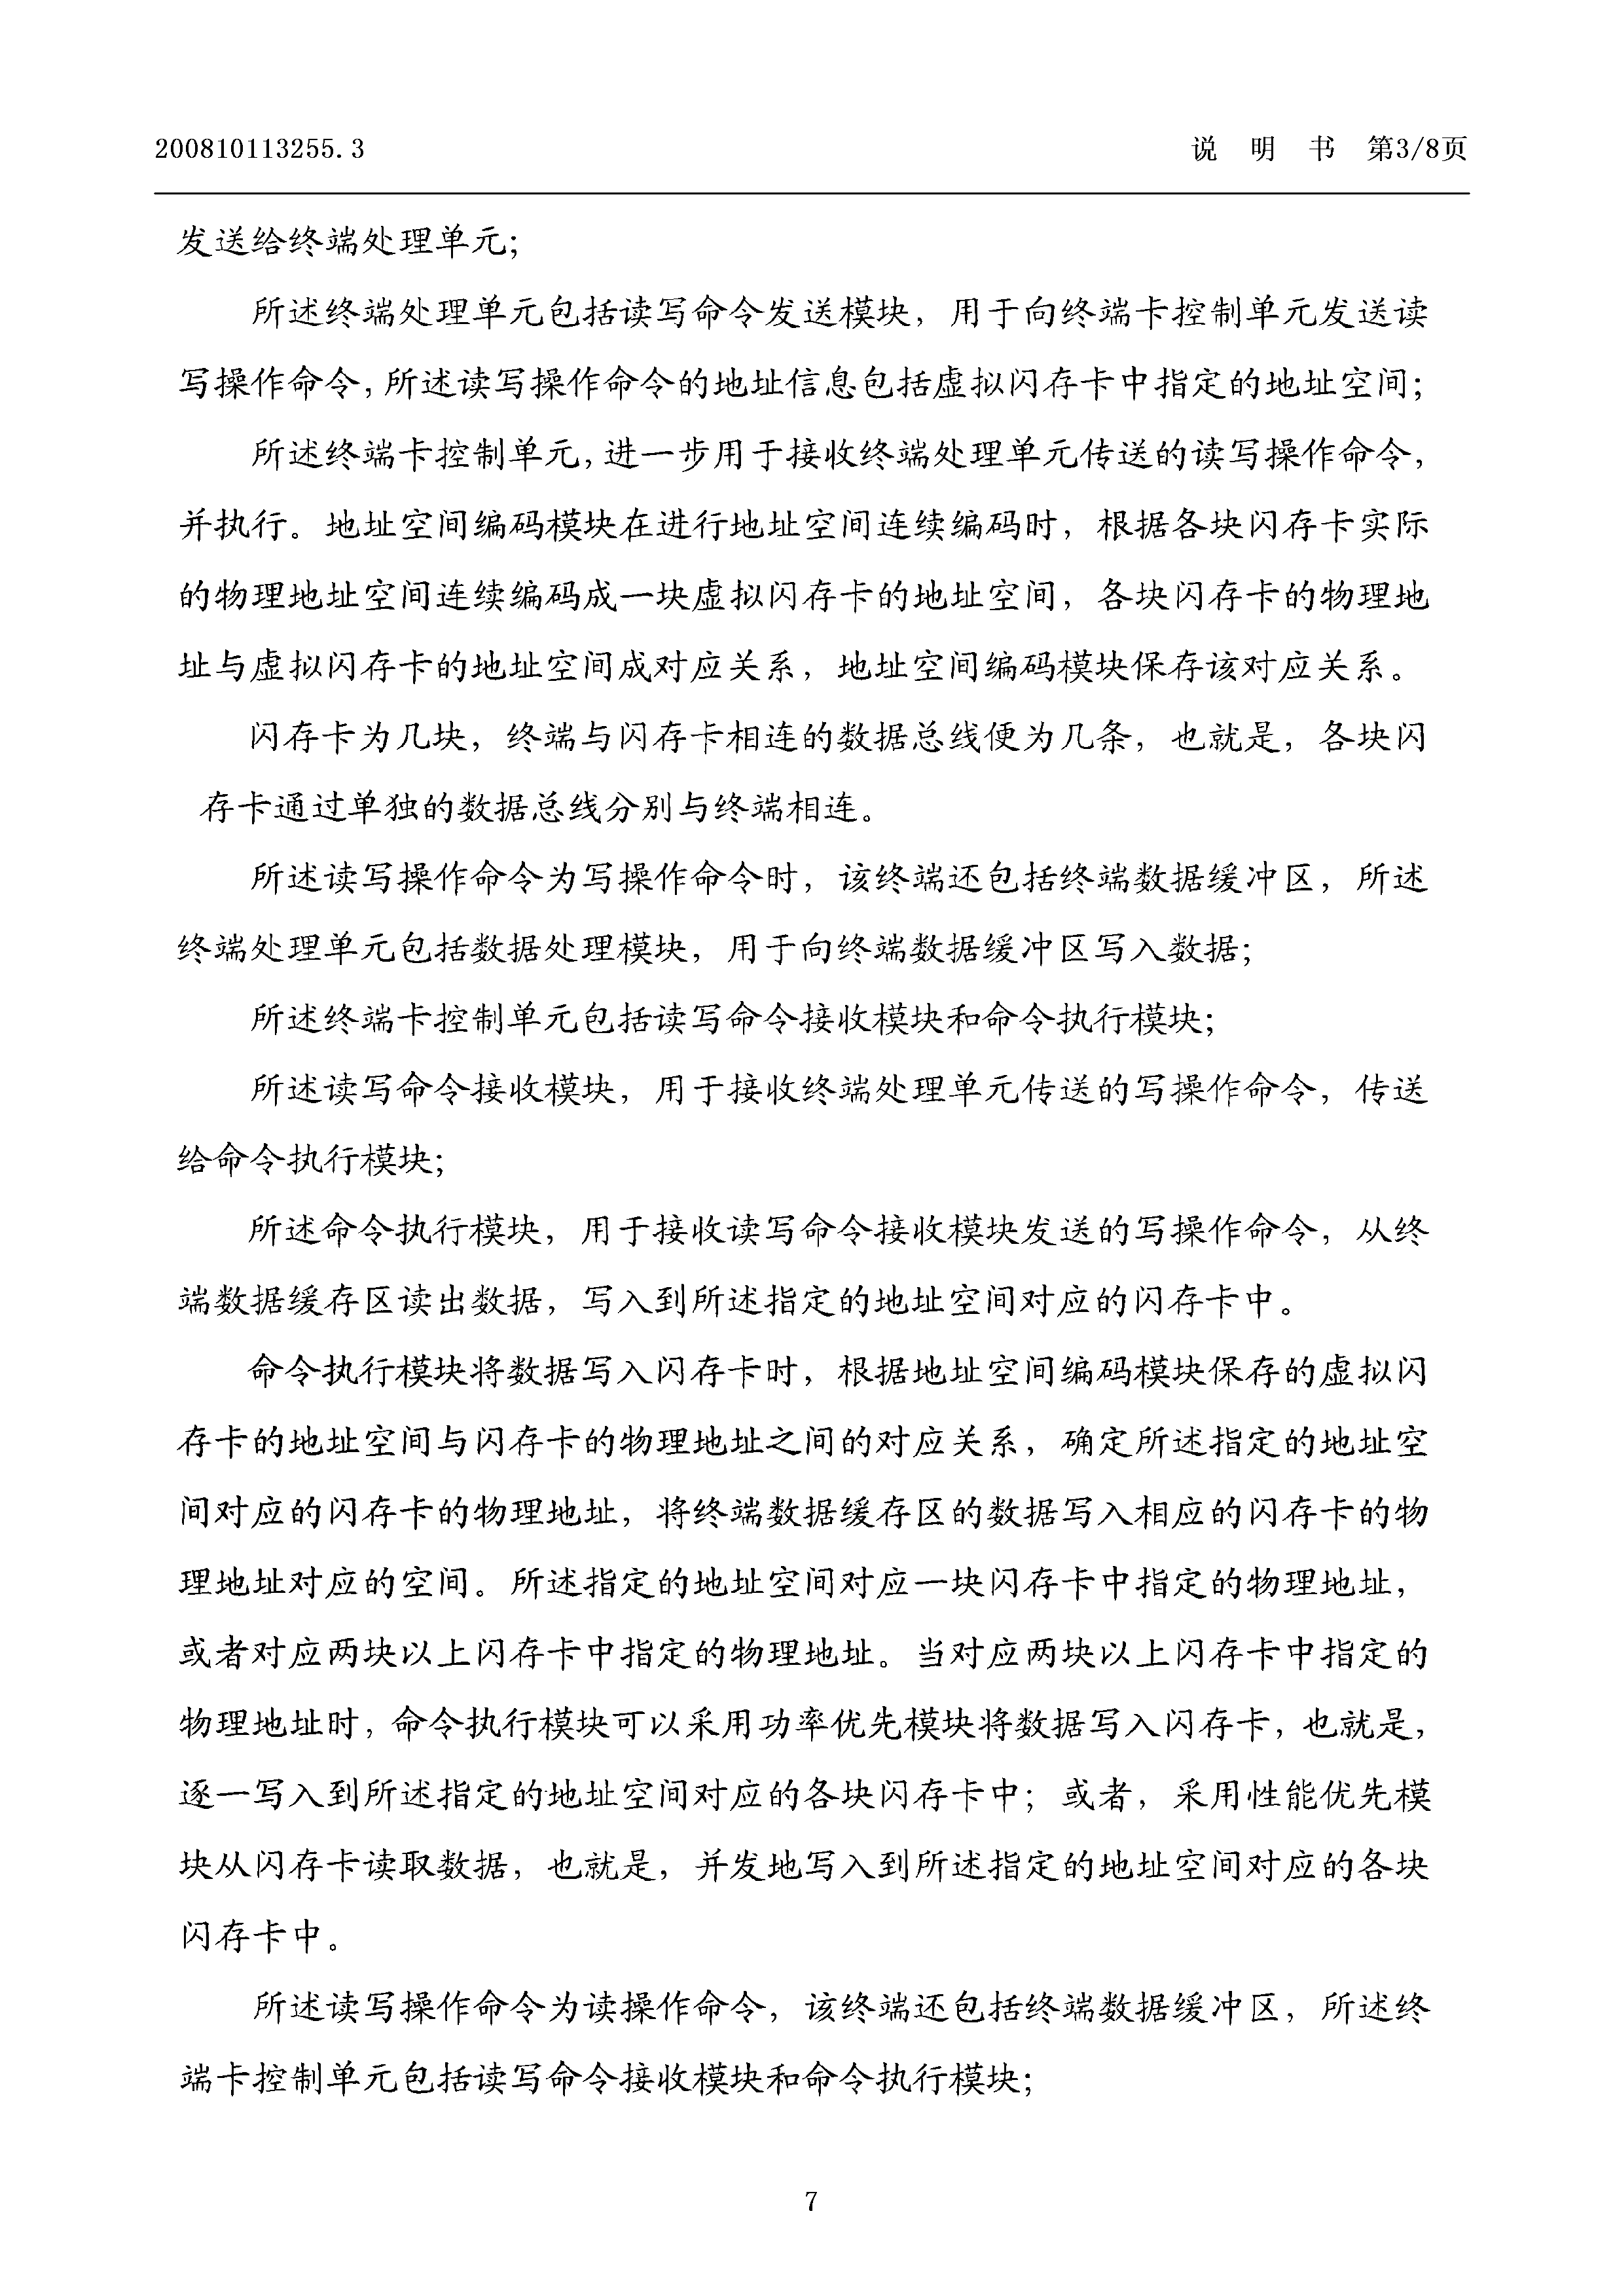 200810113255.3 说 明 书 第3/8页
发送给终端处理单元；
所述终端处理单元包括读写命令发送模块，用于向终端卡控制单元发送读
写操作命令，所述读写操作命令的地址信息包括虚拟闪存卡中指定的地址空间；
所述终端卡控制单元，进一步用于接收终端处理单元传送的读写操作命令，
并执行。地址空间编码模块在进行地址空间连续编码时，根据各块闪存卡实际
的物理地址空间连续编码成一块虚拟闪存卡的地址空间，各块闪存卡的物理地
址与虚拟闪存卡的地址空间成对应关系，地址空间编码模块保存该对应关系。
闪存卡为几块，终端与闪存卡相连的数据总线便为几条，也就是，各块闪
存卡通过单独的数据总线分别与终端相连。
所述读写操作命令为写操作命令时，该终端还包括终端数据缓冲区，所述
终端处理单元包括数据处理模块，用于向终端数据缓冲区写入数据；
所述终端卡控制单元包括读写命令接收模块和命令执行模块；
所述读写命令接收模块，用于接收终端处理单元传送的写操作命令，传送
给命令执行模块；
所述命令执行模块，用于接收读写命令接收模块发送的写操作命令，从终
端数据缓存区读出数据，写入到所述指定的地址空间对应的闪存卡中。
命令执行模块将数据写入闪存卡时，根据地址空间编码模块保存的虚拟闪
存卡的地址空间与闪存卡的物理地址之间的对应关系，确定所述指定的地址空
间对应的闪存卡的物理地址，将终端数据缓存区的数据写入相应的闪存卡的物
理地址对应的空间。所述指定的地址空间对应一块闪存卡中指定的物理地址，
或者对应两块以上闪存卡中指定的物理地址。当对应两块以上闪存卡中指定的
物理地址时，命令执行模块可以采用功率优先模块将数据写入闪存卡，也就是，
逐一写入到所述指定的地址空间对应的各块闪存卡中；或者，采用性能优先模
块从闪存卡读取数据，也就是，并发地写入到所述指定的地址空间对应的各块
闪存卡中。
所述读写操作命令为读操作命令，该终端还包括终端数据缓冲区，所述终
端卡控制单元包括读写命令接收模块和命令执行模块；
7